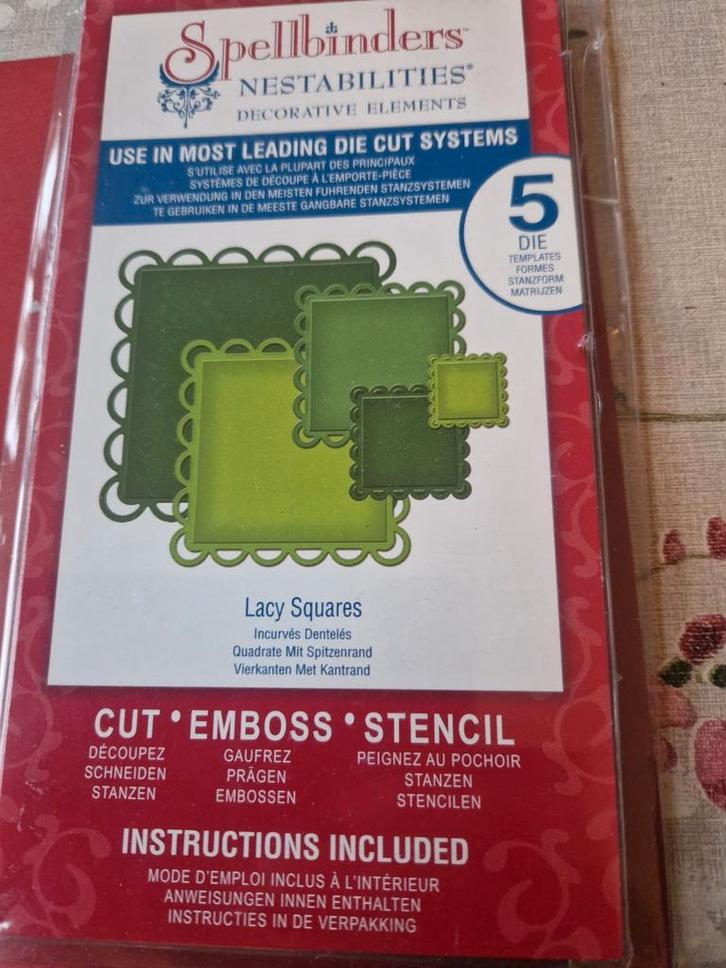 Spellbinders™
NESTABILITIES®
DECORATIVE ELEMENTS
USE IN MOST LEADING DIE CUT SYSTEMS
S'UTILISE AVEC LA PLUPART DES PRINCIPAUX
SYSTÈMES DE DÉCOUPE À L'EMPORTE-PIÈCE
ZUR VERWENDUNG IN DEN MEISTEN FUHRENDEN STANZSYSTEMEN
TE GEBRUIKEN IN DE MEESTE GANGBARE STANZSYSTEMEN
5
DIE
TEMPLATES
FORMES
STANZFORM
MATRIJZEN
Lacy Squares
Incurvés Dentelés
Quadrate Mit Spitzenrand
Vierkanten Met Kantrand
CUT • EMBOSS • STENCIL
DÉCOUPEZ GAUFREZ PEIGNEZ AU POCHOIR
SCHNEIDEN PRÄGEN STANZEN
STANZEN EMBOSSEN STENCILEN
INSTRUCTIONS INCLUDED
MODE D'EMPLOI INCLUS À L'INTÉRIEUR
ANWEISUNGEN INNEN ENTHALTEN
INSTRUCTIES IN DE VERPAKKING